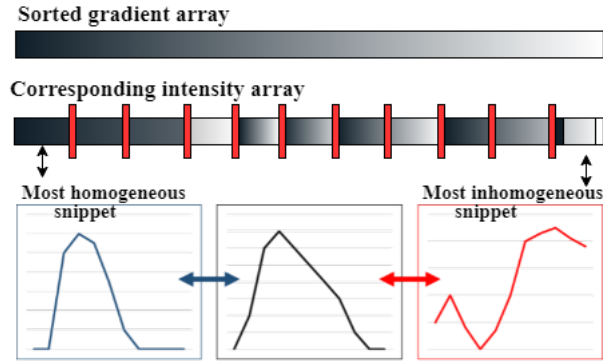 Sorted gradient array
Corresponding intensity array
Most homogeneous
snippet
Most inhomogeneous
snippet